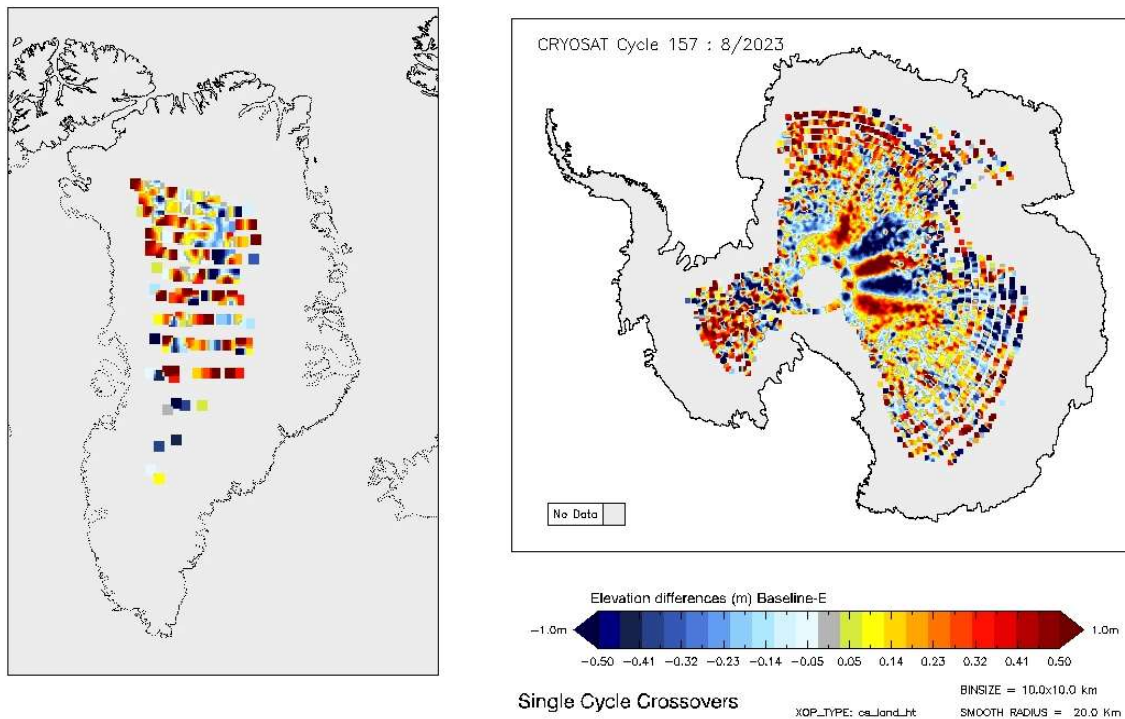 CRYOSAT Cycle 157 : 8/2023
No Data
Elevation differences (m) Baseline-E
-1.0m 1.0m
-0.50 -0.41 -0.32 -0.23 -0.14 -0.05 0.05 0.14 0.23 0.32 0.41 0.50
Single Cycle Crossovers
BINSIZE = 10.0x10.0 km
XOP_TYPE: cs_land_ht SMOOTH RADIUS = 20.0 Km